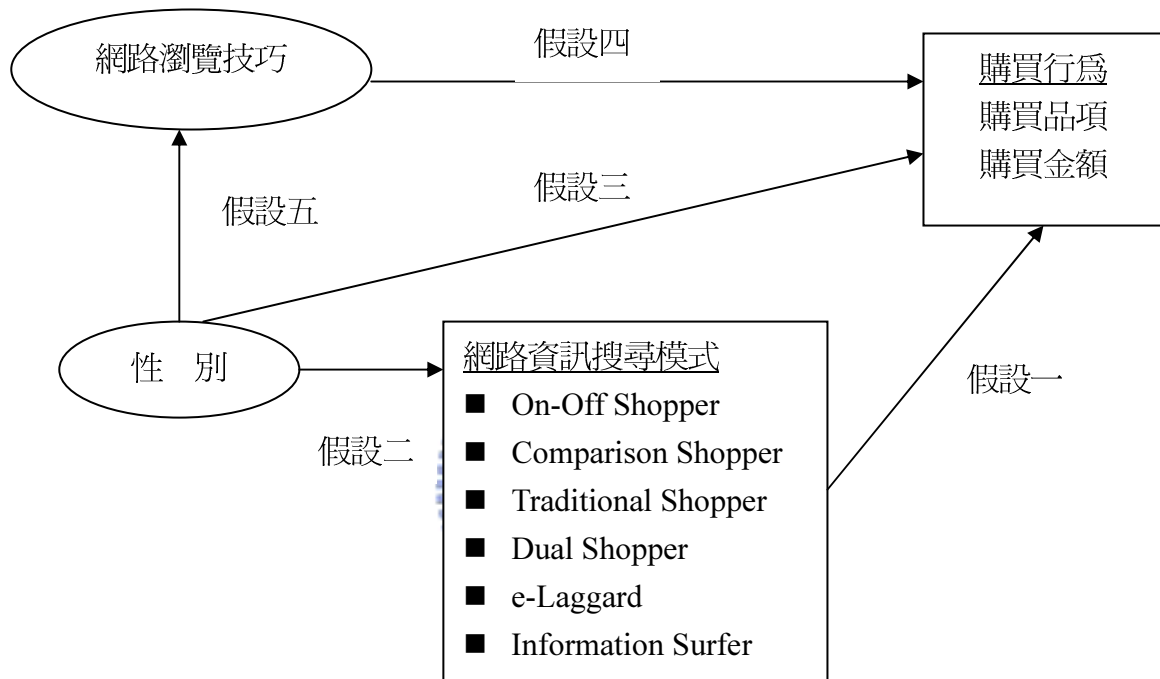 網路瀏覽技巧
假設四
購買行為
購買品項
購買金額
假設三
假設五
性 別
網路資訊搜尋模式
■ On-Off Shopper
■ Comparison Shopper
■ Traditional Shopper
■ Dual Shopper
■ e-Laggard
■ Information Surfer
假設二
假設一